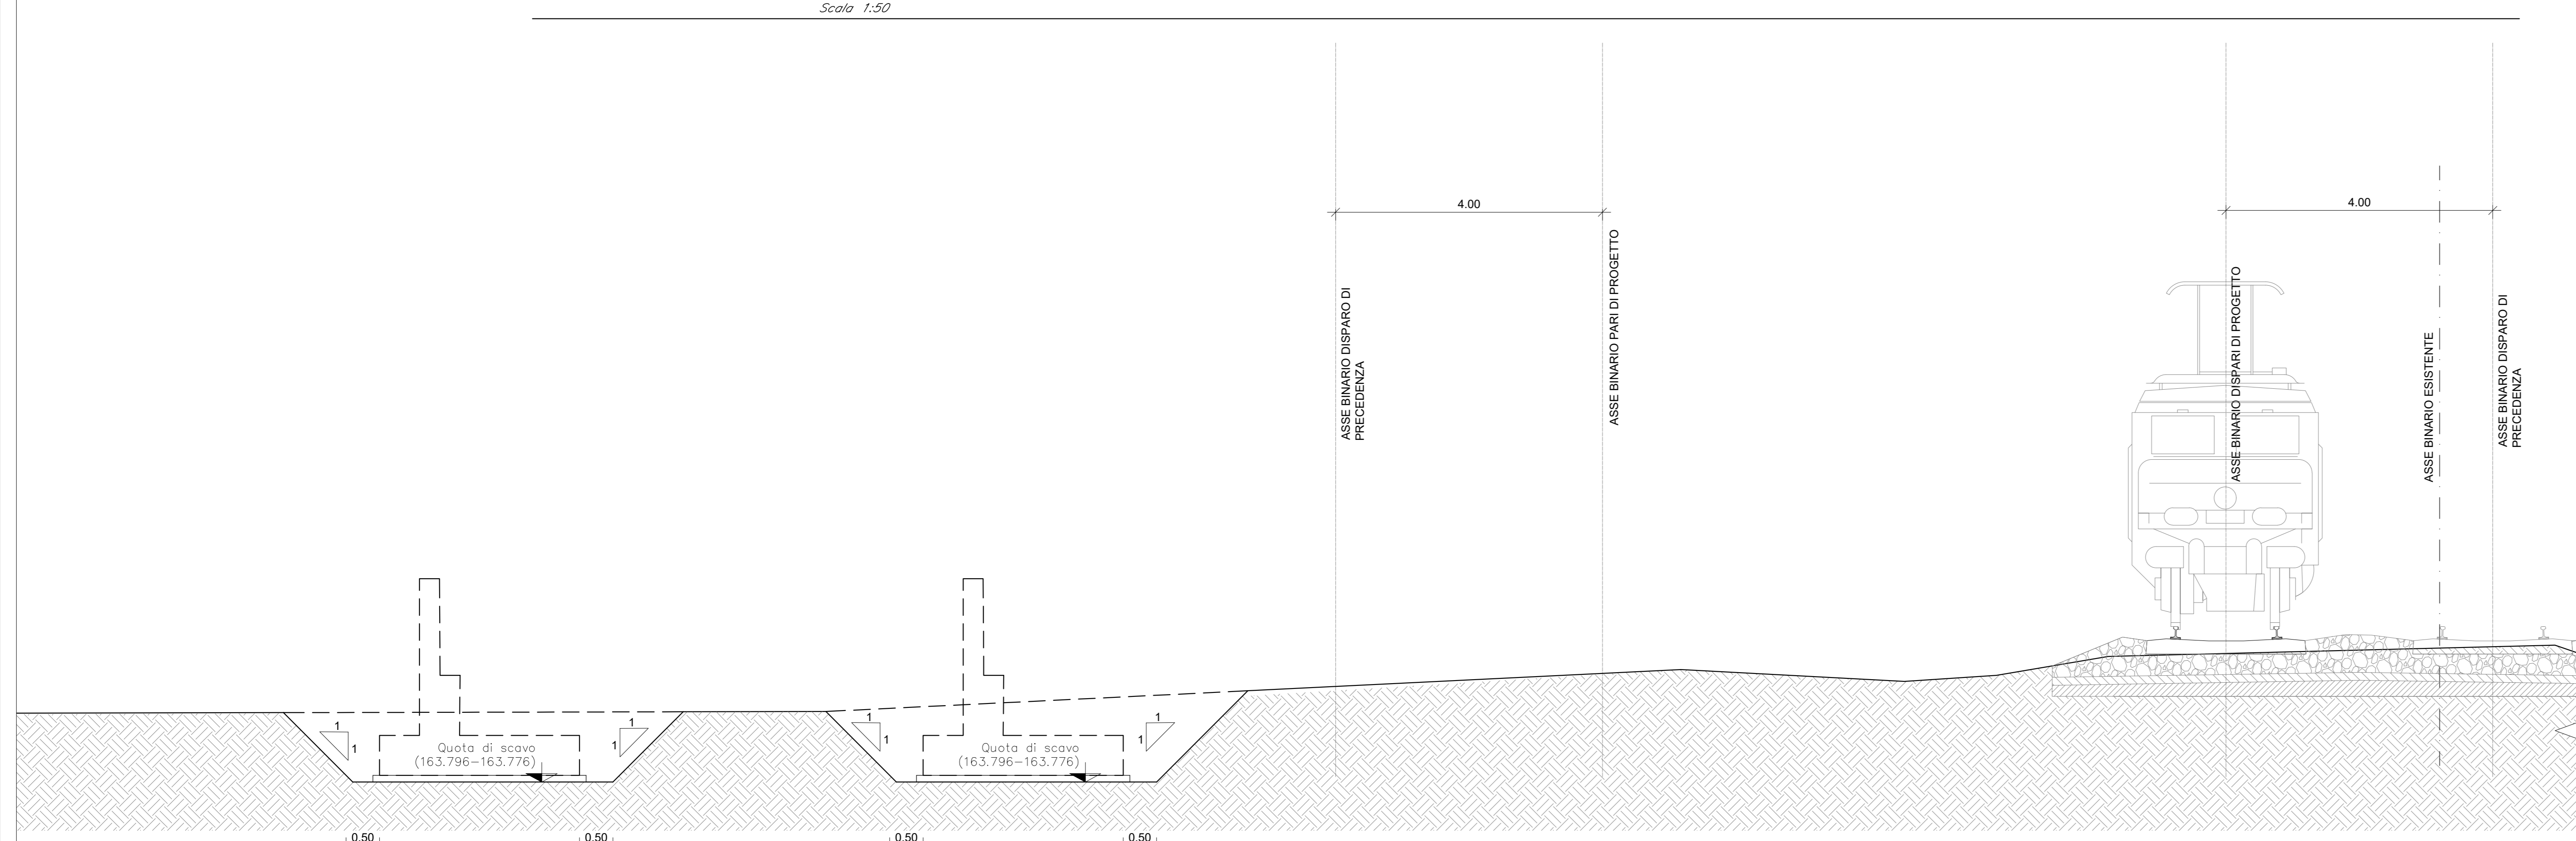 Scala 1:50
4.00
4.00
ASSE BINARIO DISPARO DI
PRECEDENZA
ASSE BINARIO PARI DI PROGETTO
ASSE BINARIO DISPARI DI PROGETTO
ASSE BINARIO ESISTENTE
ASSE BINARIO DISPARO DI
PRECEDENZA
1
1
1
1
Quota di scavo
(163.796-163.776)
1
1
1
1
Quota di scavo
(163.796-163.776)
0.50
0.50
0.50
0.50